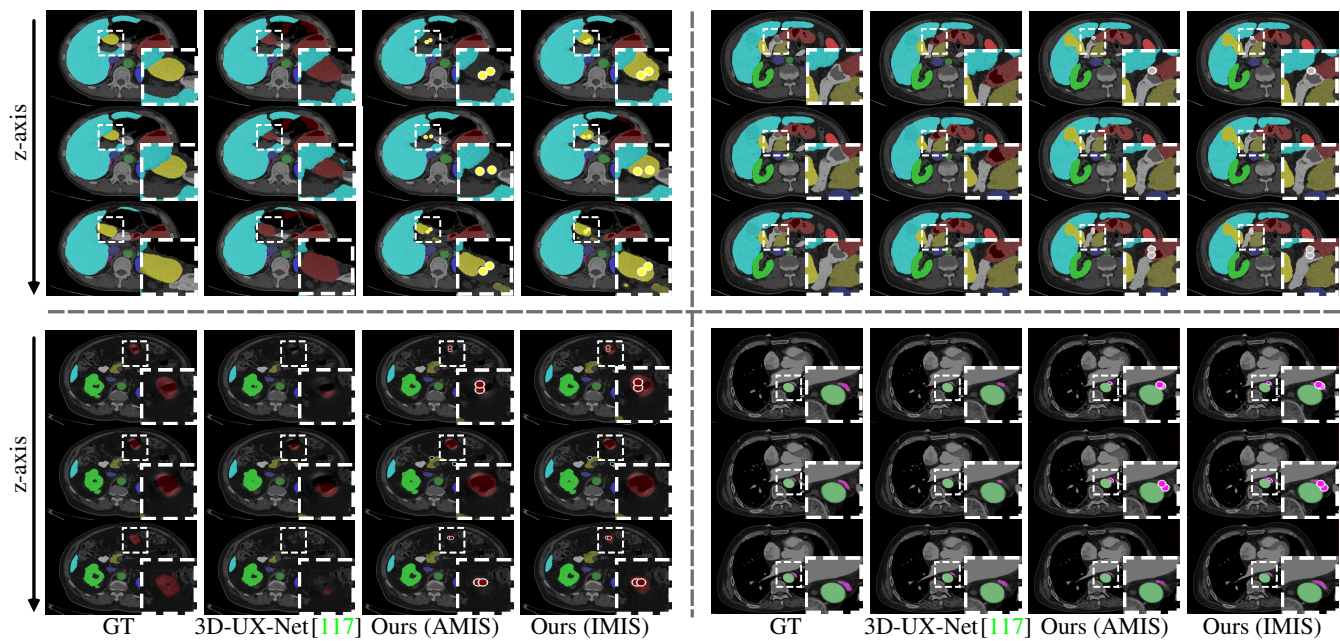 z-axis
z-axis
GT 3D-UX-Net[117] Ours (AMIS) Ours (IMIS) GT 3D-UX-Net[117] Ours (AMIS) Ours (IMIS)